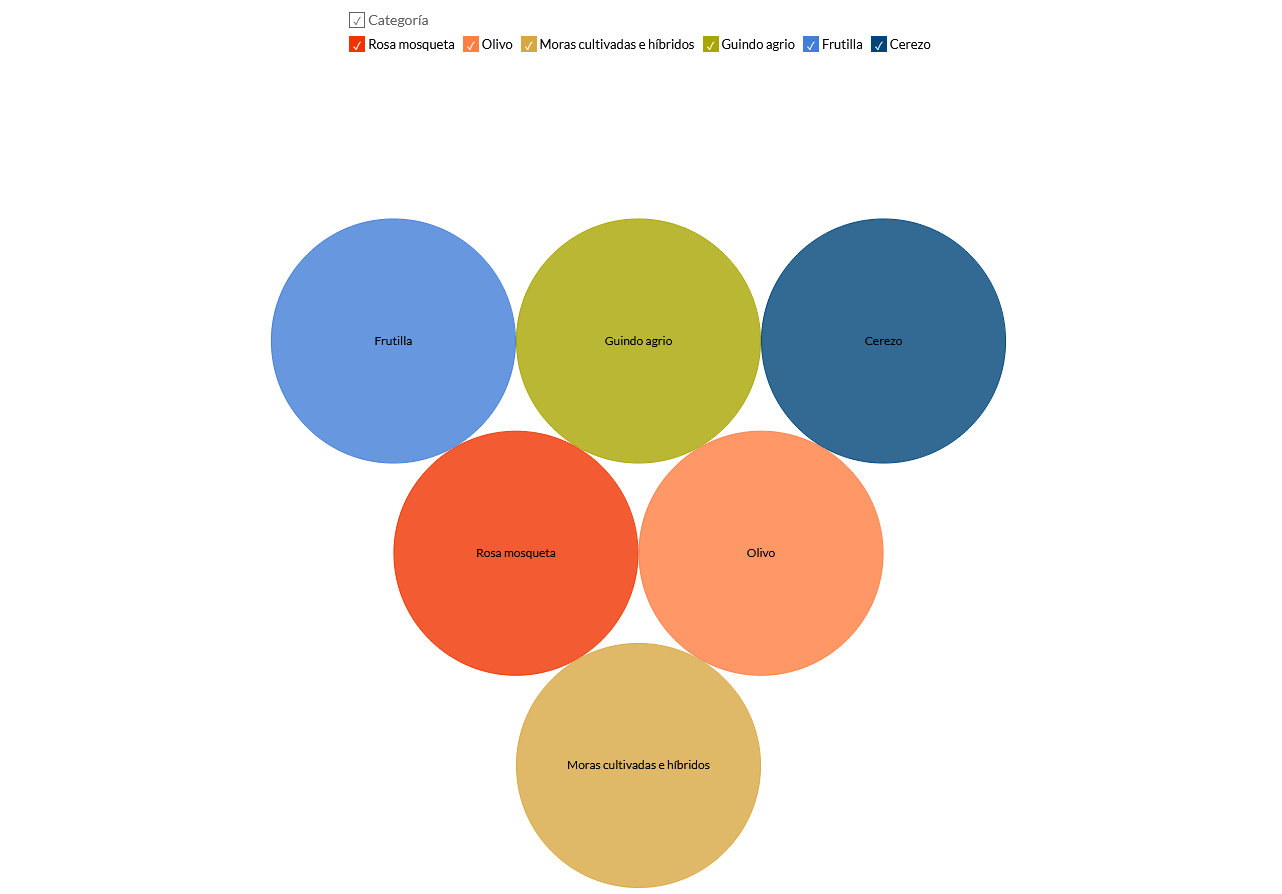 Categoría
Rosa mosqueta Olivo Moras cultivadas e híbridos Guindo agrio Frutilla Cerezo
Frutilla Guindo agrio Cerezo
Rosa mosqueta Olivo
Moras cultivadas e híbridos